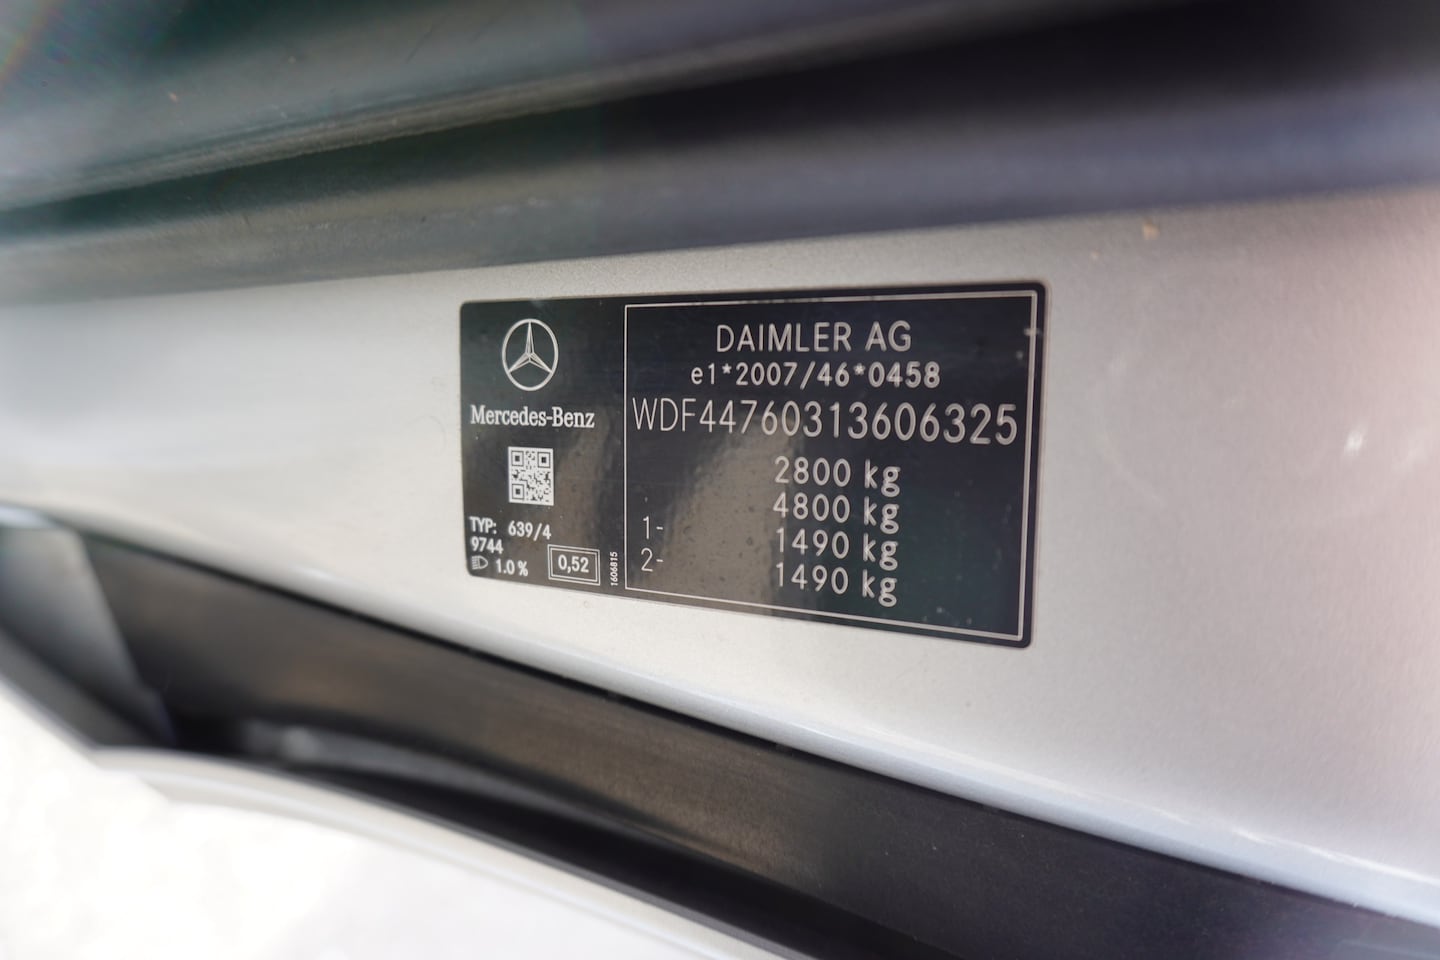 Mercedes-Benz
TYP: 639/4
9744
1.0 %
0,52
1606815
DAIMLER AG
e1*2007/46*0458
WDF44760313606325
2800 kg
4800 kg
1- 1490 kg
2- 1490 kg